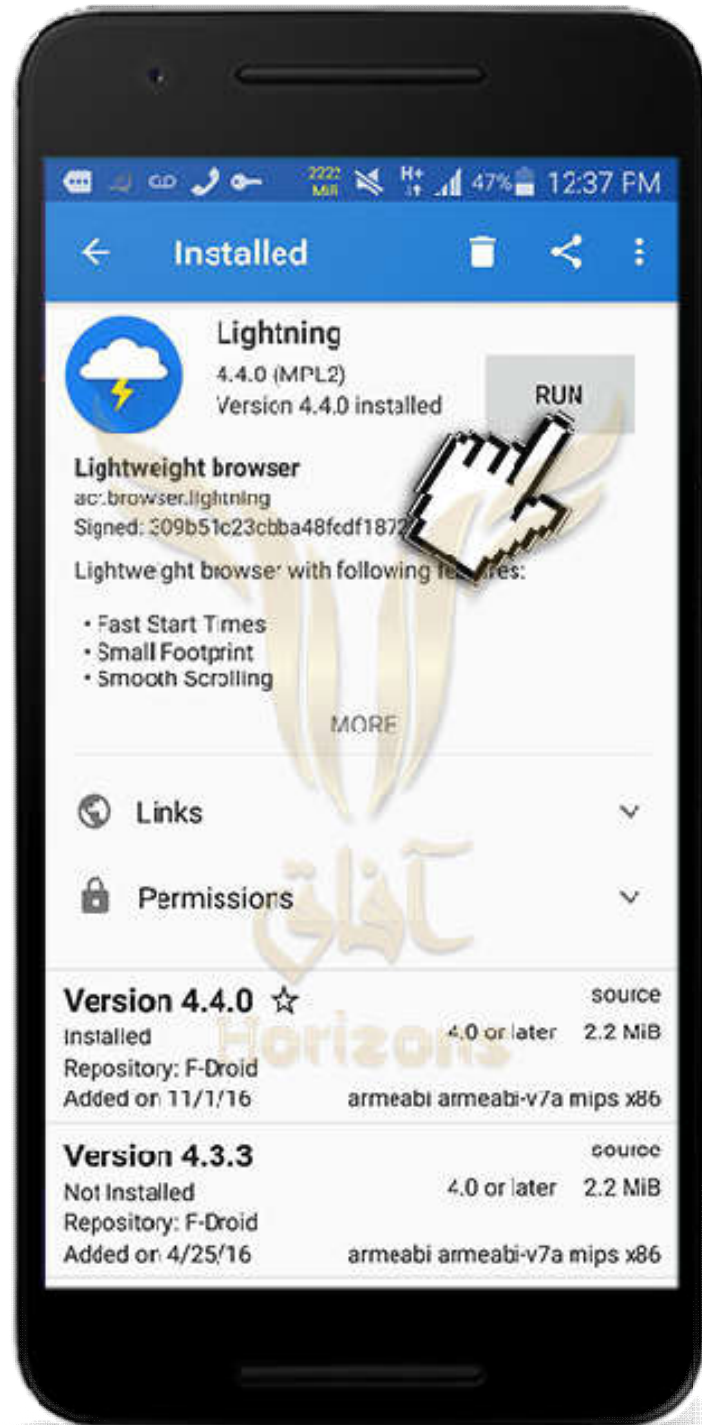 47% 12:37 PM
Installed
Lightning
4.4.0 (MPL2)
Version 4.4.0 installed
RUN
Lightweight browser
acr.browser.lightning
Signed:
Lightweight browser with following features:
• Fast Start Times
• Small Footprint
• Smooth Scrolling
MORE
Links
Permissions
آفاق
Horizons
Version 4.4.0 ☆ source
Installed 4.0 or later 2.2 MiB
Repository: F-Droid
Added on 11/1/16 armeabi armeabi-v7a mips x86
Version 4.3.3 source
Not Installed 4.0 or later 2.2 MiB
Repository: F-Droid
Added on 4/25/16 armeabi armeabi-v7a mips x86